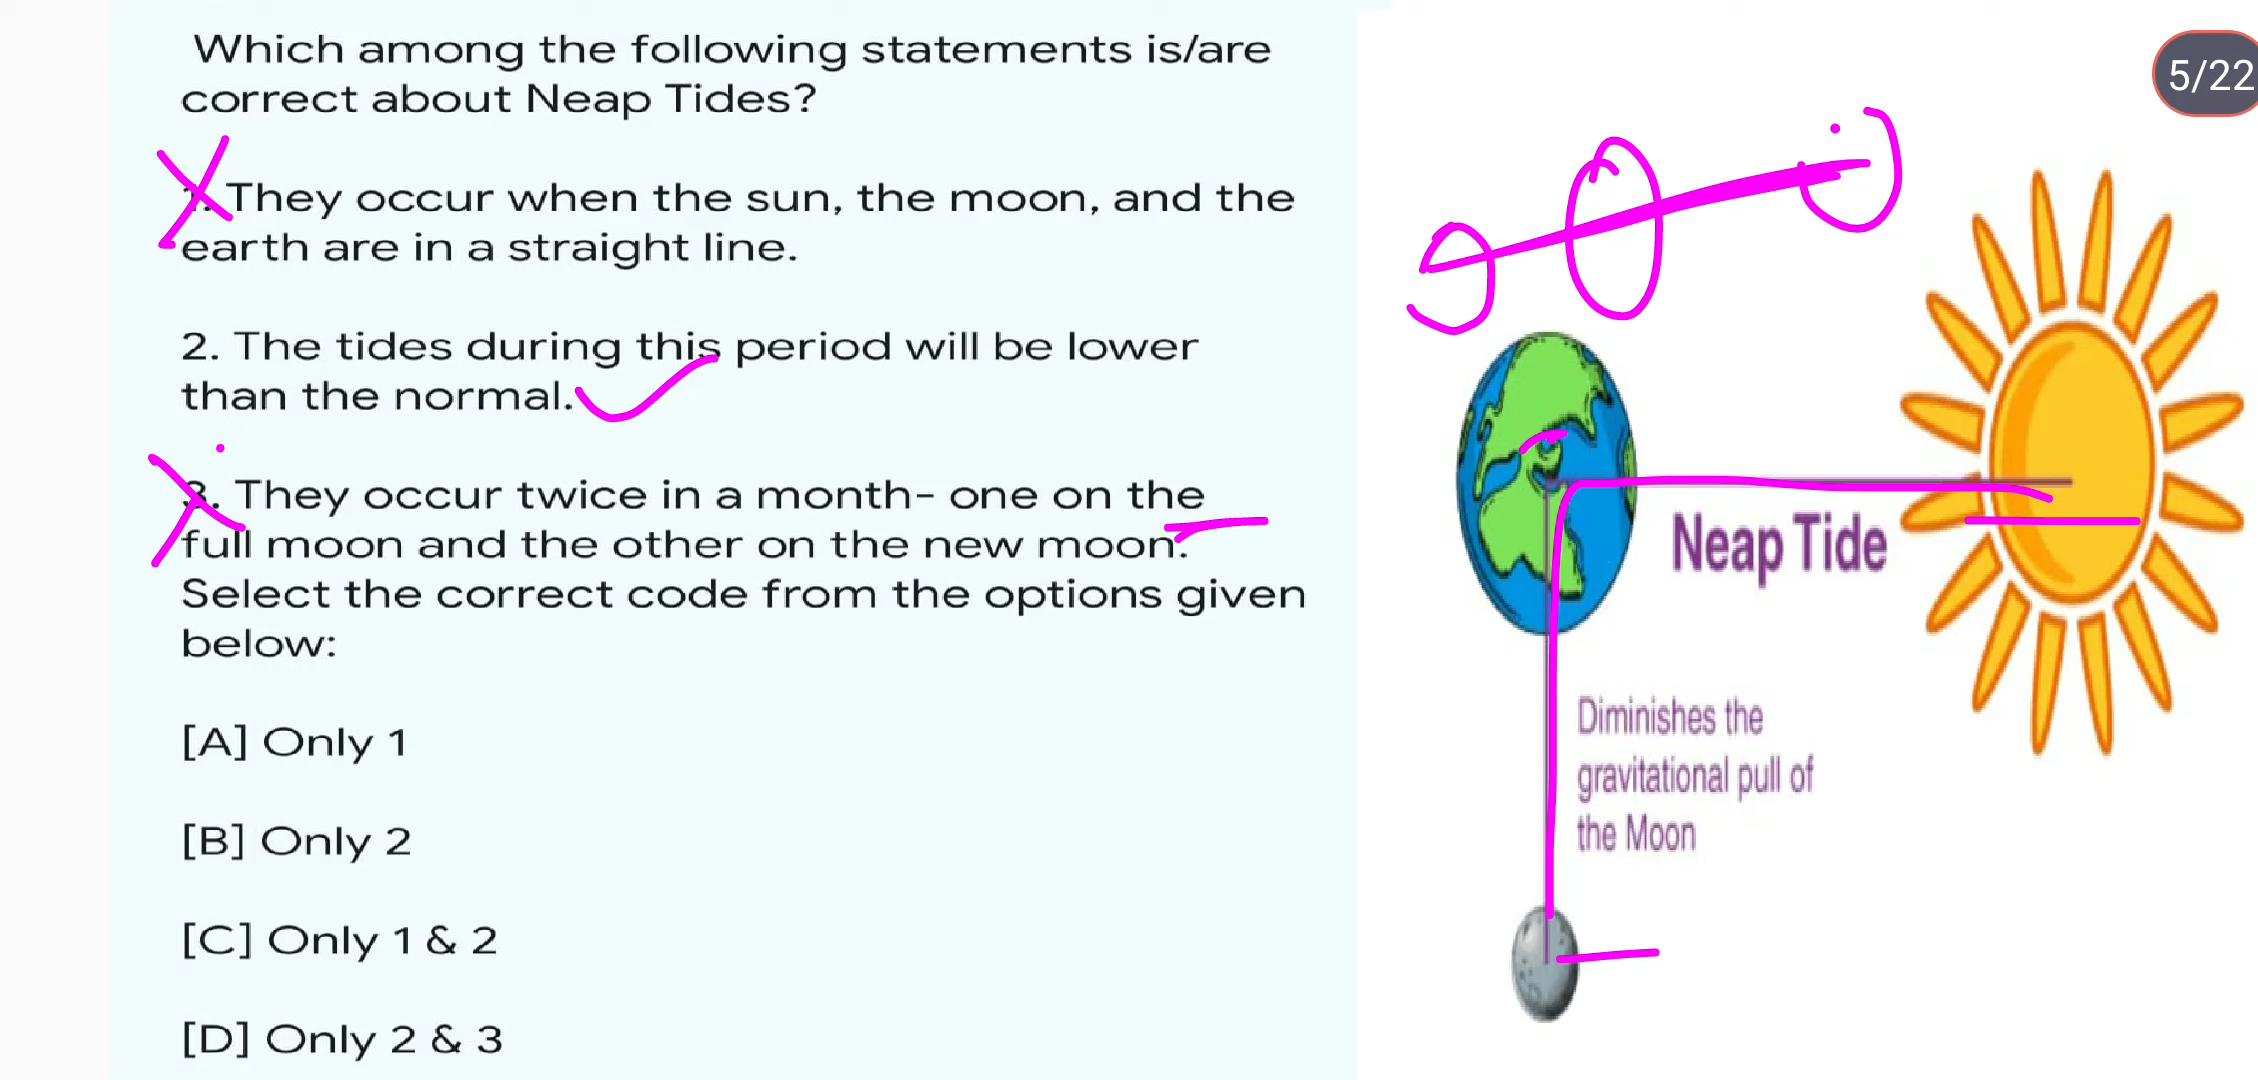 Which among the following statements is/are
correct about Neap Tides?
1. They occur when the sun, the moon, and the
earth are in a straight line.
2. The tides during this period will be lower
than the normal.
3. They occur twice in a month- one on the
full moon and the other on the new moon.
Select the correct code from the options given
below:
[A] Only 1
[B] Only 2
[C] Only 1 & 2
[D] Only 2 & 3
5/22
Neap Tide
Diminishes the
gravitational pull of
the Moon